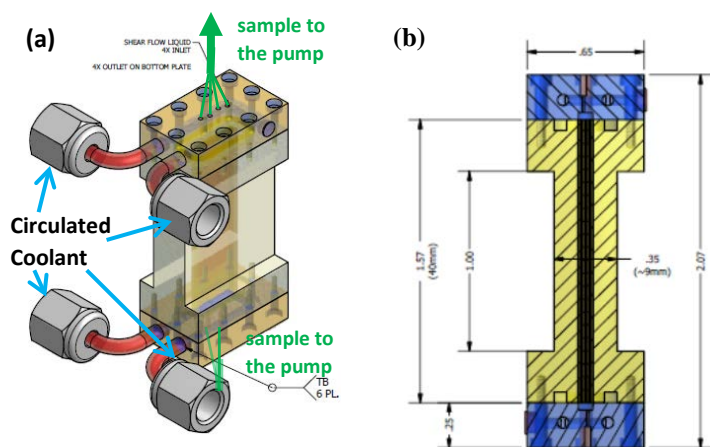 (a)
sample to
the pump
SHEAR FLOW LIQUID
4X INLET
4X OUTLET ON BOTTOM PLATE
Circulated
Coolant
sample to
the pump
TB
6 PL.
(b)
.65
1.57
(40mm)
1.00
.35
(~9mm)
2.07
.25